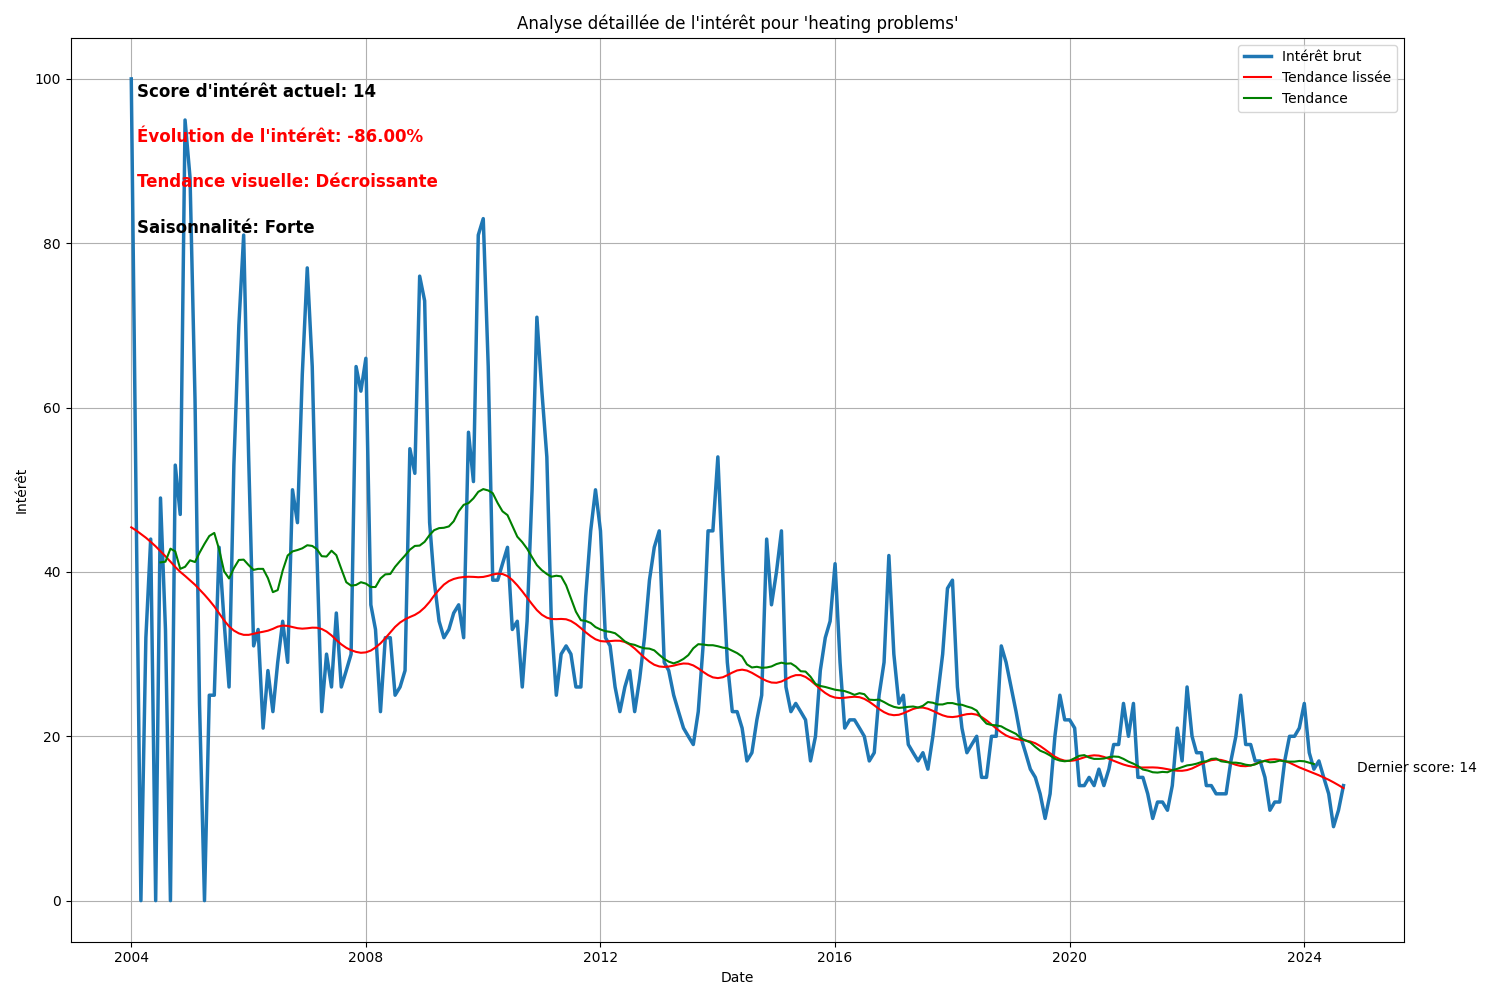 Analyse détaillée de l'intérêt pour 'heating problems'
Intérêt brut
Tendance lissée
Tendance
Score d'intérêt actuel: 14
Évolution de l'intérêt: -86.00%
Tendance visuelle: Décroissante
Saisonnalité: Forte
100
80
60
40
20
0
Intérêt
Dernier score: 14
2004 2008 2012 2016 2020 2024
Date